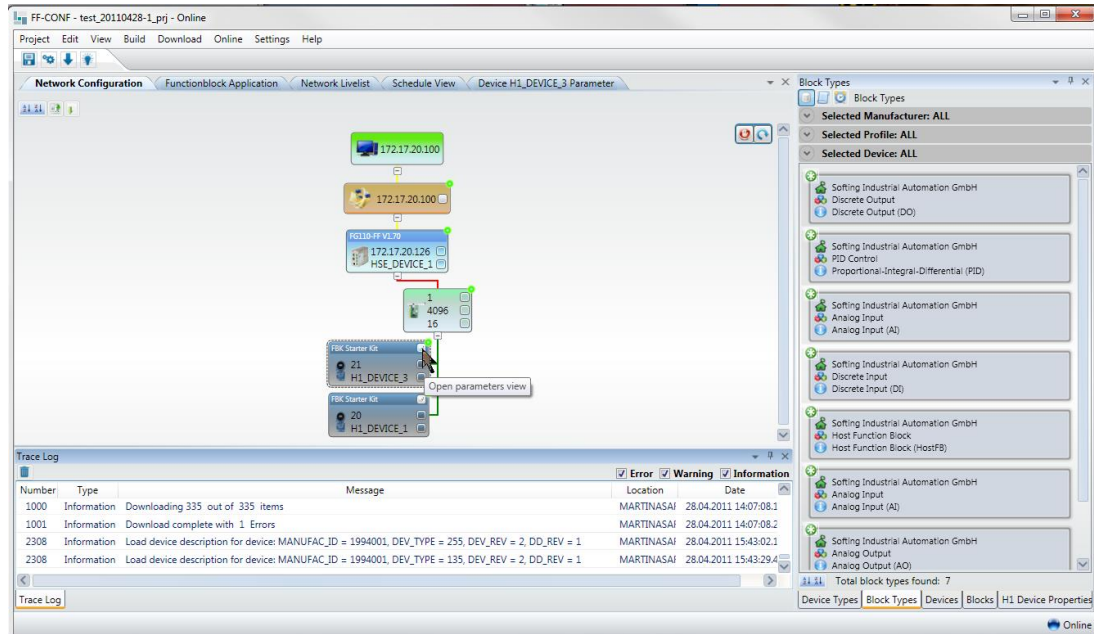 FF-CONF - test_20110428-1_prj - Online
Project Edit View Build Download Online Settings Help
Network Configuration Functionblock Application Network Livelist Schedule View Device H1_DEVICE_3 Parameter
172.17.20.100
172.17.20.100
FG110-FF V1.70
172.17.20.126
HSE_DEVICE_1
1
4096
16
FBK Starter Kit
21
H1_DEVICE_3
Open parameters view
FBK Starter Kit
20
H1_DEVICE_1
Block Types
Block Types
Selected Manufacturer: ALL
Selected Profile: ALL
Selected Device: ALL
Softing Industrial Automation GmbH
Discrete Output
Discrete Output (DO)
Softing Industrial Automation GmbH
PID Control
Proportional-Integral-Differential (PID)
Softing Industrial Automation GmbH
Analog Input
Analog Input (AI)
Softing Industrial Automation GmbH
Discrete Input
Discrete Input (DI)
Softing Industrial Automation GmbH
Host Function Block
Host Function Block (HostFB)
Softing Industrial Automation GmbH
Analog Input
Analog Input (AI)
Softing Industrial Automation GmbH
Analog Output
Analog Output (AO)
Total block types found: 7
Device Types Block Types Devices Blocks H1 Device Properties
Trace Log
Error Warning Information
Number Type Message Location Date
1000 Information Downloading 335 out of 335 items MARTINASAF 28.04.2011 14:07:08.1
1001 Information Download complete with 1 Errors MARTINASAF 28.04.2011 14:07:08.2
2308 Information Load device description for device: MANUFAC_ID = 1994001, DEV_TYPE = 255, DEV_REV = 2, DD_REV = 1 MARTINASAF 28.04.2011 15:43:02.1
2308 Information Load device description for device: MANUFAC_ID = 1994001, DEV_TYPE = 135, DEV_REV = 2, DD_REV = 1 MARTINASAF 28.04.2011 15:43:29.4
Trace Log
Online